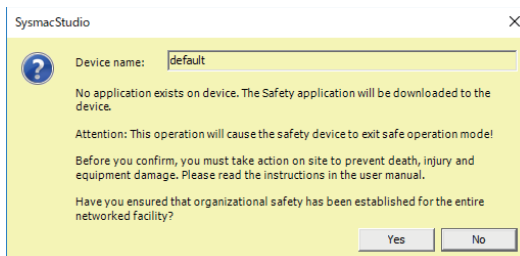 SysmacStudio
Device name: default
No application exists on device. The Safety application will be downloaded to the
device.
Attention: This operation will cause the safety device to exit safe operation mode!
Before you confirm, you must take action on site to prevent death, injury and
equipment damage. Please read the instructions in the user manual.
Have you ensured that organizational safety has been established for the entire
networked facility?
Yes No